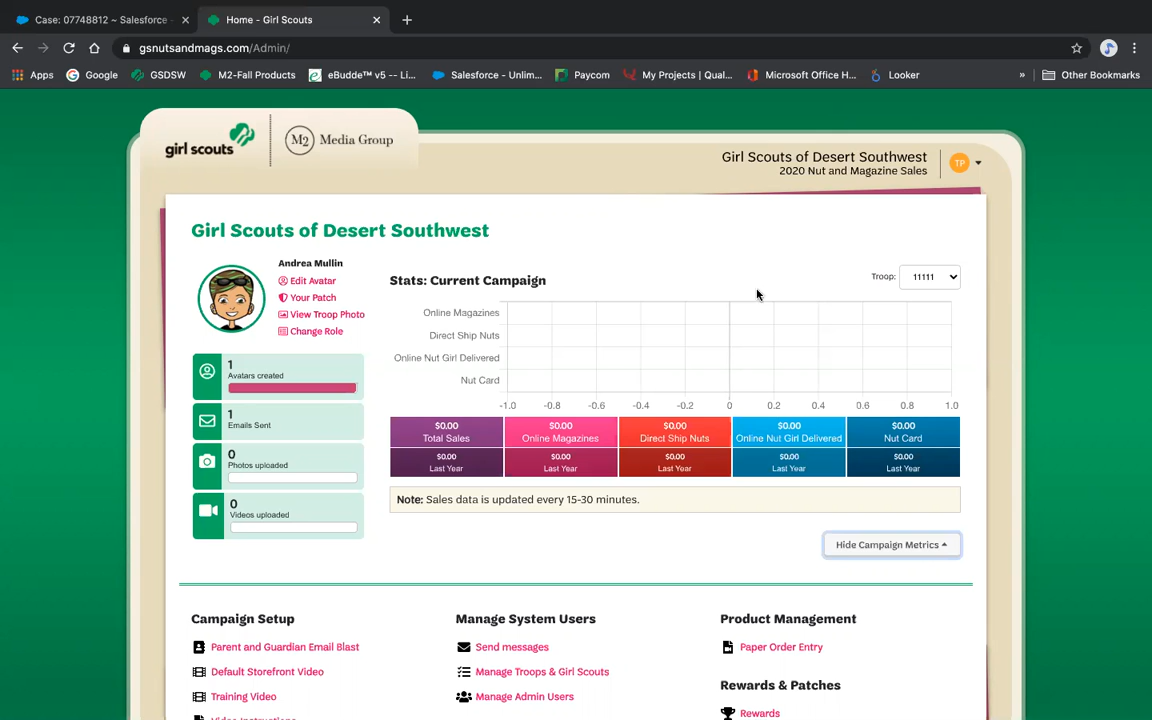 Case: 07748812 ~ Salesforce -
Home - Girl Scouts
gsnutsandmags.com/Admin/
Apps
Google
GSDSW
M2-Fall Products
eBudde™ v5 -- Li...
Salesforce - Unlim...
Paycom
My Projects | Qual...
Microsoft Office H...
Looker
»
Other Bookmarks
girl scouts
M2 Media Group
Girl Scouts of Desert Southwest
2020 Nut and Magazine Sales
TP
Girl Scouts of Desert Southwest
Andrea Mullin
Edit Avatar
Your Patch
View Troop Photo
Change Role
1
Avatars created
1
Emails Sent
0
Photos uploaded
0
Videos uploaded
Stats: Current Campaign
Troop: 11111
Online Magazines
Direct Ship Nuts
Online Nut Girl Delivered
Nut Card
-1.0 -0.8 -0.6 -0.4 -0.2 0 0.2 0.4 0.6 0.8 1.0
$0.00 $0.00 $0.00 $0.00 $0.00
Total Sales Online Magazines Direct Ship Nuts Online Nut Girl Delivered Nut Card
$0.00 $0.00 $0.00 $0.00 $0.00
Last Year Last Year Last Year Last Year Last Year
Note: Sales data is updated every 15-30 minutes.
Hide Campaign Metrics
Campaign Setup
Parent and Guardian Email Blast
Default Storefront Video
Training Video
Video Instructions
Manage System Users
Send messages
Manage Troops & Girl Scouts
Manage Admin Users
Product Management
Paper Order Entry
Rewards & Patches
Rewards